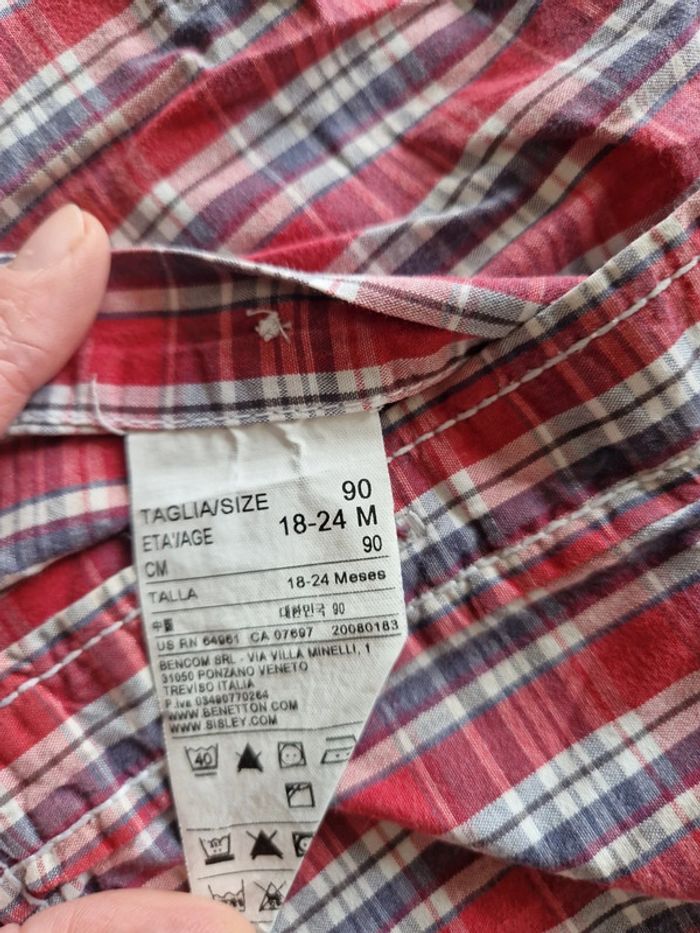 TAGLIA/SIZE 90
ETA'/AGE 18-24 M
CM 90
TALLA 18-24 Meses
中國 대한민국 90
US RN 64961 CA 07697 20080183
BENCOM SRL - VIA VILLA MINELLI, 1
31050 PONZANO VENETO
TREVISO ITALIA
P.iva 03490770264
WWW.BENETTON.COM
WWW.SISLEY.COM
40